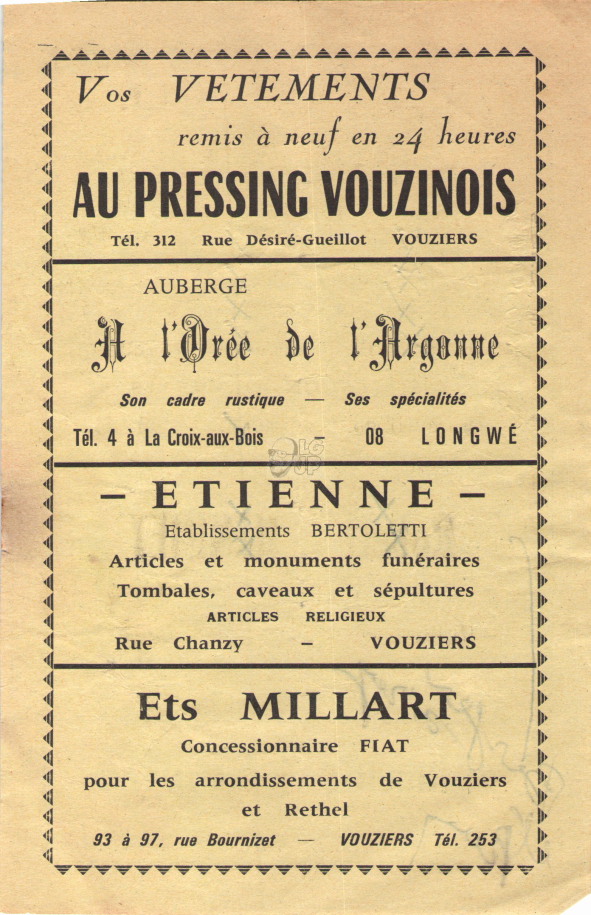 Vos VETEMENTS
remis à neuf en 24 heures
AU PRESSING VOUZINOIS
Tél. 312 Rue Désiré-Gueillot VOUZIERS
AUBERGE
A l'Orée de l'Argonne
Son cadre rustique — Ses spécialités
Tél. 4 à La Croix-aux-Bois – 08 LONGWÉ
– ETIENNE –
Etablissements BERTOLETTI
Articles et monuments funéraires
Tombales, caveaux et sépultures
ARTICLES RELIGIEUX
Rue Chanzy – VOUZIERS
Ets MILLART
Concessionnaire FIAT
pour les arrondissements de Vouziers
et Rethel
93 à 97, rue Bournizet — VOUZIERS Tél. 253